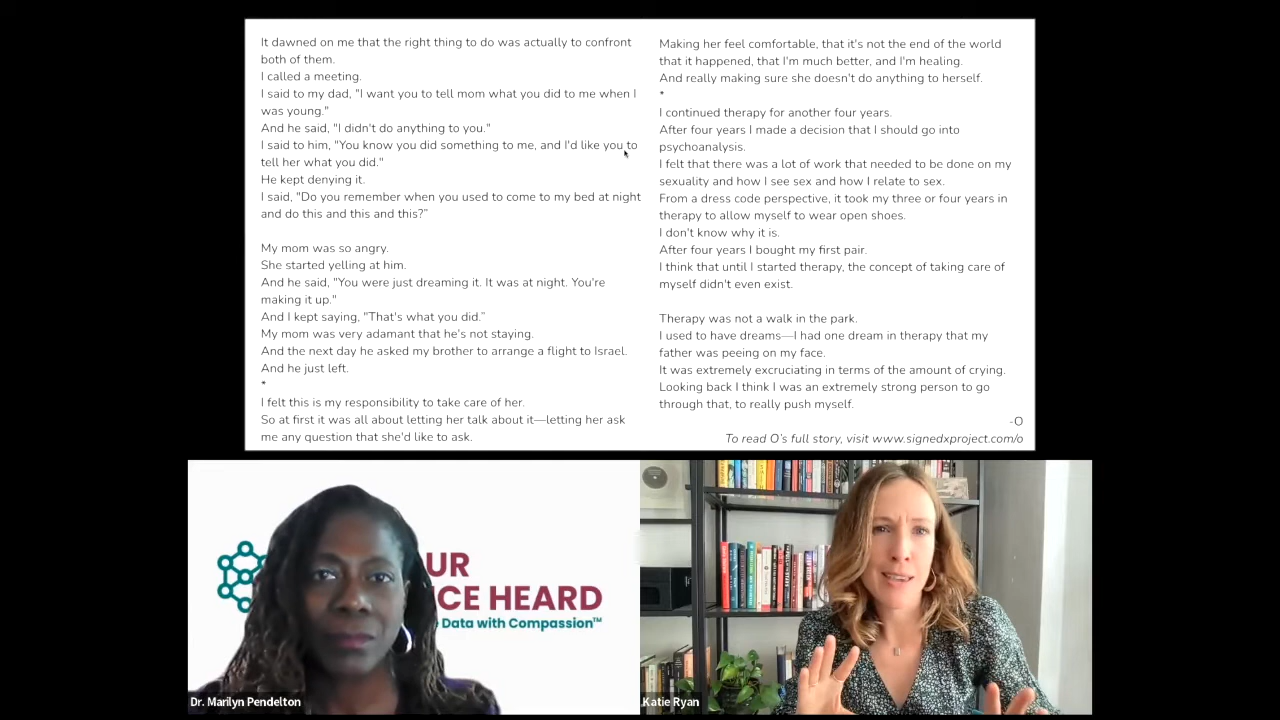 It dawned on me that the right thing to do was actually to confront
both of them.
I called a meeting.
I said to my dad, "I want you to tell mom what you did to me when I
was young."
And he said, "I didn't do anything to you."
I said to him, "You know you did something to me, and I'd like you to
tell her what you did."
He kept denying it.
I said, "Do you remember when you used to come to my bed at night
and do this and this and this?"
My mom was so angry.
She started yelling at him.
And he said, "You were just dreaming it. It was at night. You're
making it up."
And I kept saying, "That's what you did."
My mom was very adamant that he's not staying.
And the next day he asked my brother to arrange a flight to Israel.
And he just left.
*
I felt this is my responsibility to take care of her.
So at first it was all about letting her talk about it—letting her ask
me any question that she'd like to ask.
Making her feel comfortable, that it's not the end of the world
that it happened, that I'm much better, and I'm healing.
And really making sure she doesn't do anything to herself.
*
I continued therapy for another four years.
After four years I made a decision that I should go into
psychoanalysis.
I felt that there was a lot of work that needed to be done on my
sexuality and how I see sex and how I relate to sex.
From a dress code perspective, it took my three or four years in
therapy to allow myself to wear open shoes.
I don't know why it is.
After four years I bought my first pair.
I think that until I started therapy, the concept of taking care of
myself didn't even exist.
Therapy was not a walk in the park.
I used to have dreams—I had one dream in therapy that my
father was peeing on my face.
It was extremely excruciating in terms of the amount of crying.
Looking back I think I was an extremely strong person to go
through that, to really push myself.
-O
To read O's full story, visit www.signedxproject.com/o
UR
ICE HEARD
Data with Compassion™
Dr. Marilyn Pendelton
Katie Ryan